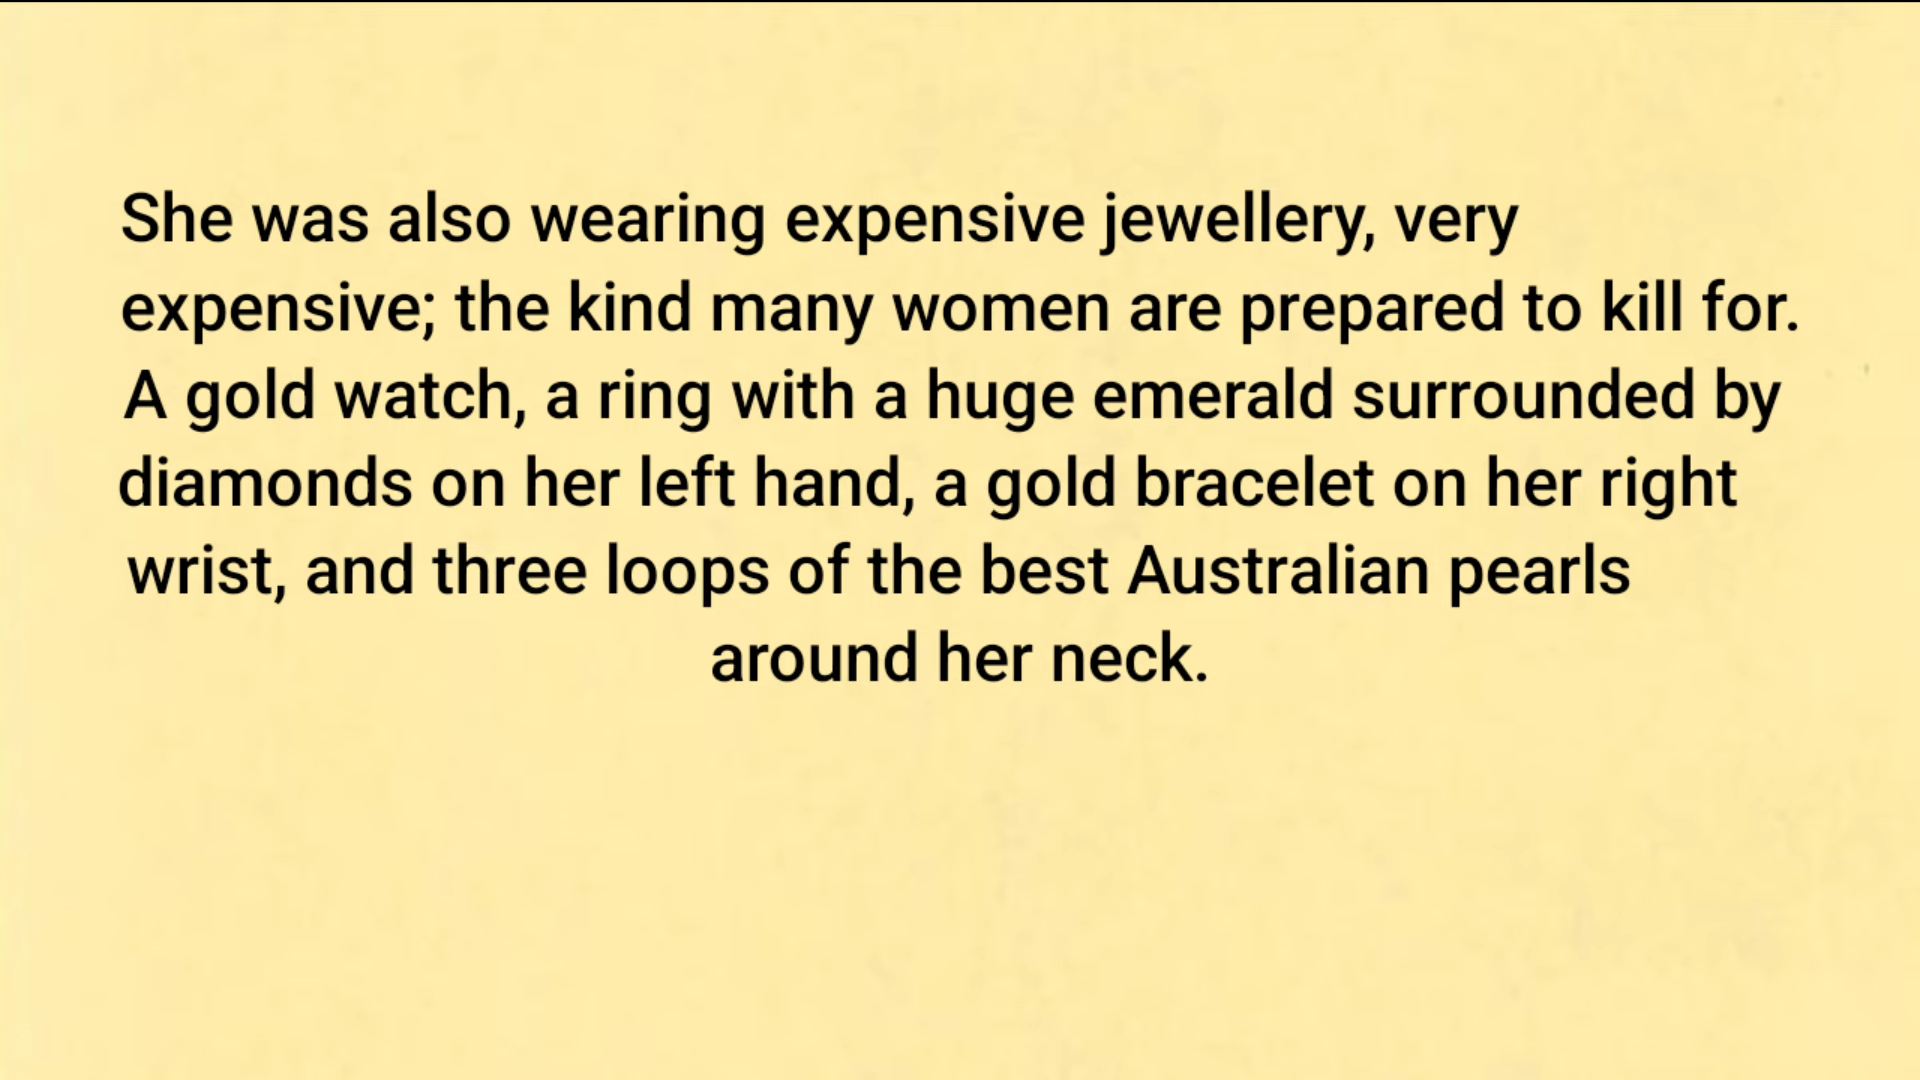 She was also wearing expensive jewellery, very
expensive; the kind many women are prepared to kill for.
A gold watch, a ring with a huge emerald surrounded by
diamonds on her left hand, a gold bracelet on her right
wrist, and three loops of the best Australian pearls
around her neck.